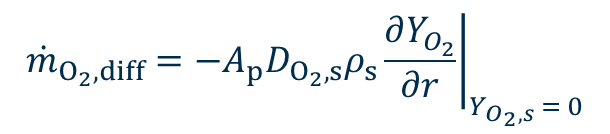 ṁ_{O₂,diff} = −A_p D_{O₂,s} ρ_s ∂Y_{O₂}/∂r |_{Y_{O₂,s} = 0}